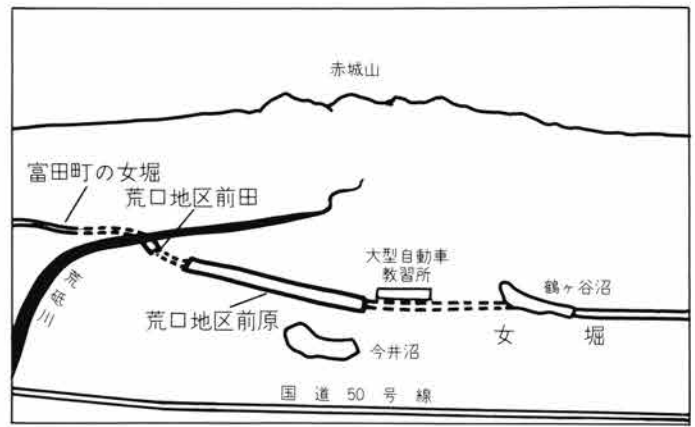 赤城山
富田町の女堀
荒口地区前田
大型自動車
教習所
鶴ヶ谷沼
荒砥川
荒口地区前原
女堀
今井沼
国道50号線